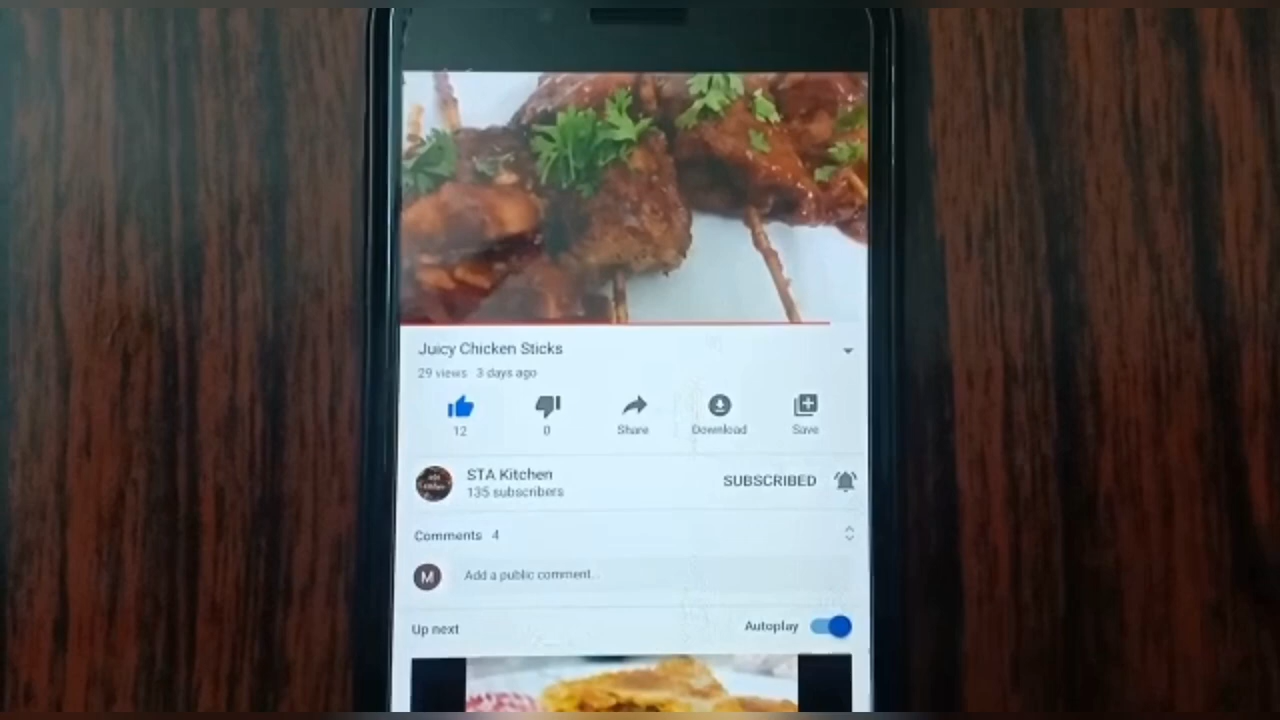 Juicy Chicken Sticks
29 views 3 days ago
12
0
Share
Download
Save
STA Kitchen
135 subscribers
SUBSCRIBED
Comments 4
M
Add a public comment...
Up next
Autoplay